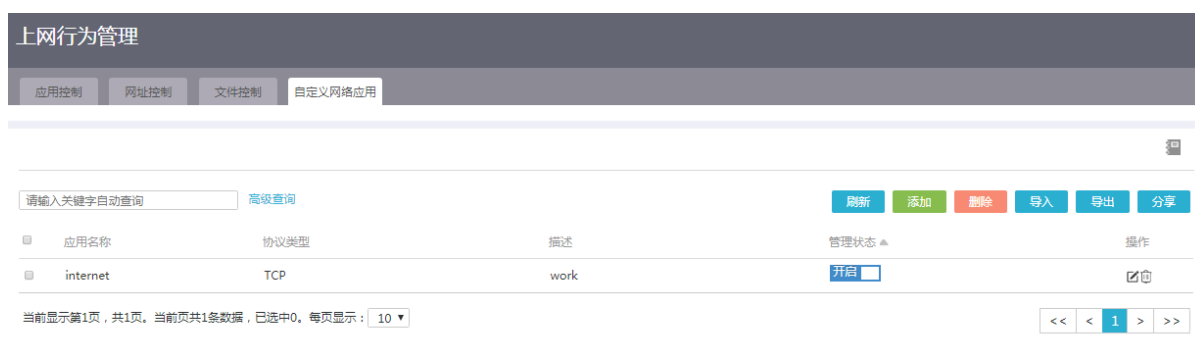 上网行为管理
应用控制 网址控制 文件控制 自定义网络应用
请输入关键字自动查询 高级查询 刷新 添加 删除 导入 导出 分享
应用名称 协议类型 描述 管理状态 操作
internet TCP work 开启
当前显示第1页，共1页。当前页共1条数据，已选中0。每页显示： 10 << < 1 > >>